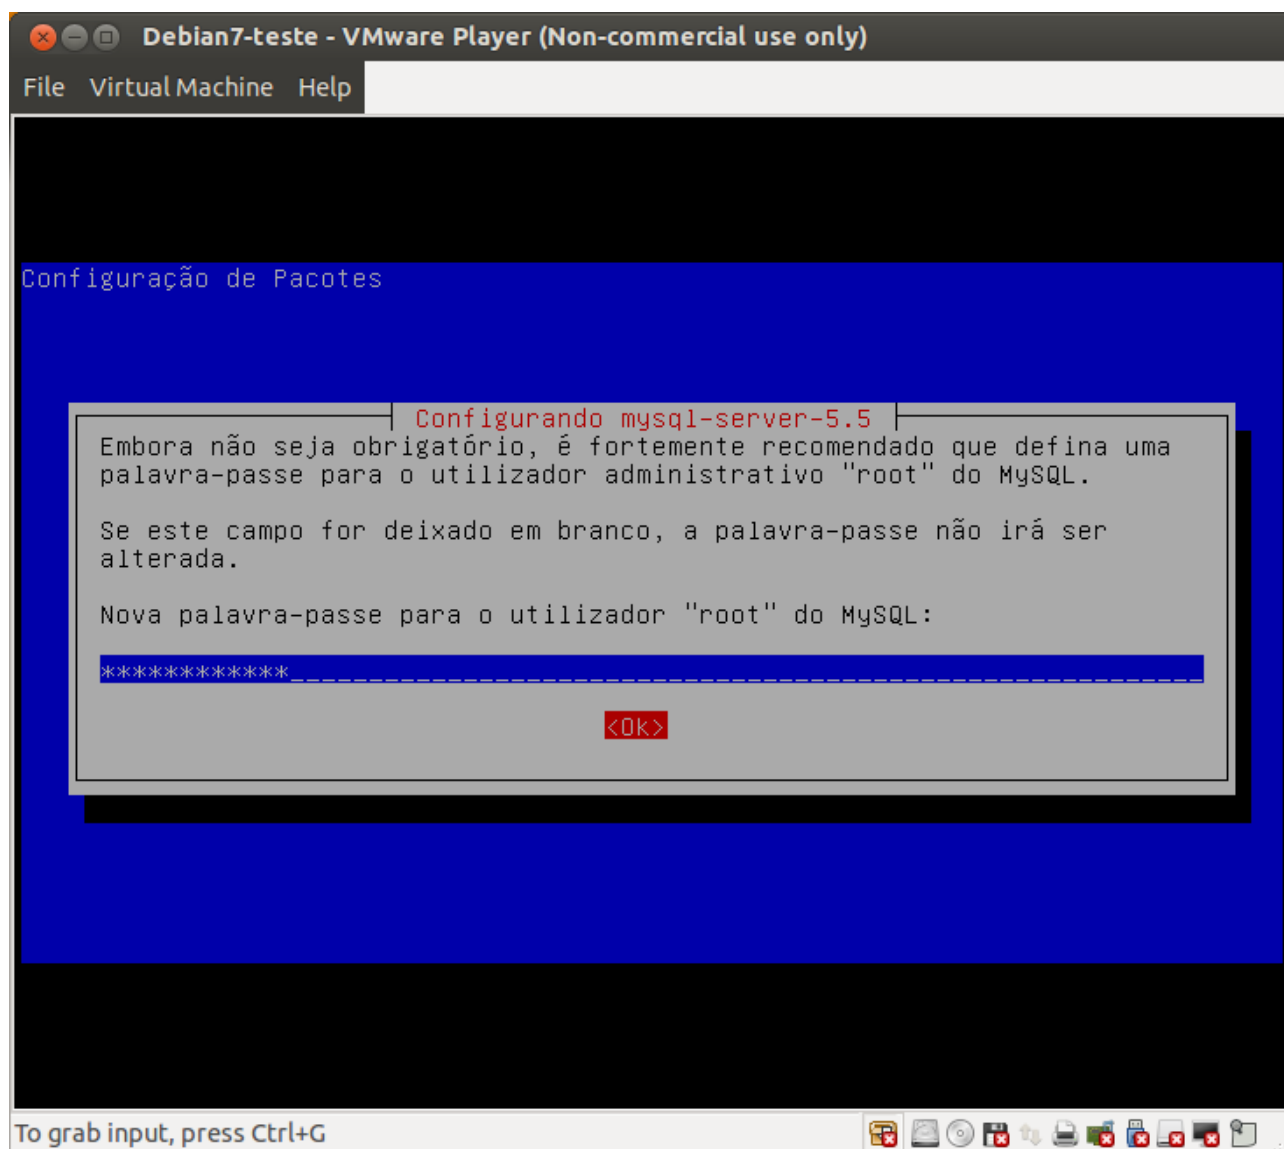 Debian7-teste - VMware Player (Non-commercial use only)
File Virtual Machine Help
Configuração de Pacotes
Configurando mysql-server-5.5
Embora não seja obrigatório, é fortemente recomendado que defina uma
palavra-passe para o utilizador administrativo "root" do MySQL.
Se este campo for deixado em branco, a palavra-passe não irá ser
alterada.
Nova palavra-passe para o utilizador "root" do MySQL:
************__________________________________________________________
<Ok>
To grab input, press Ctrl+G